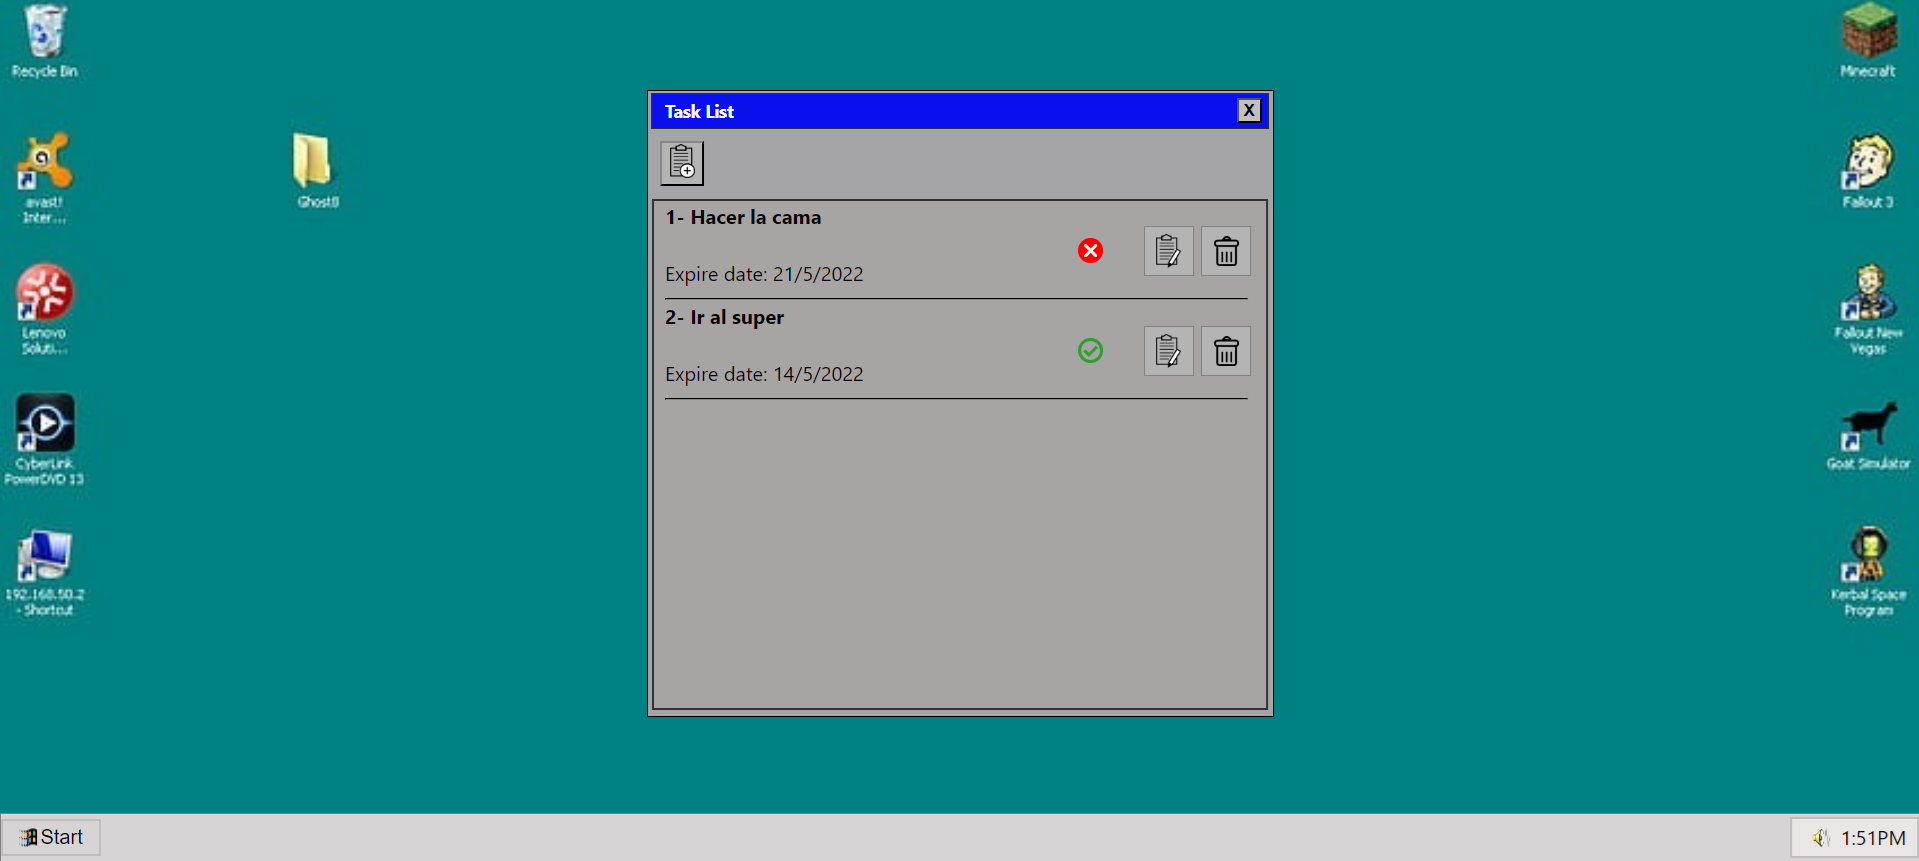 Recycle Bin
avast!
Inter...
Lenovo
Soluti...
CyberLink
PowerDVD 13
192.168.50.2
- Shortcut
Ghost8
Task List
X
1- Hacer la cama
Expire date: 21/5/2022
2- Ir al super
Expire date: 14/5/2022
Minecraft
Fallout 3
Fallout New
Vegas
Goat Simulator
Kerbal Space
Program
Start
1:51PM